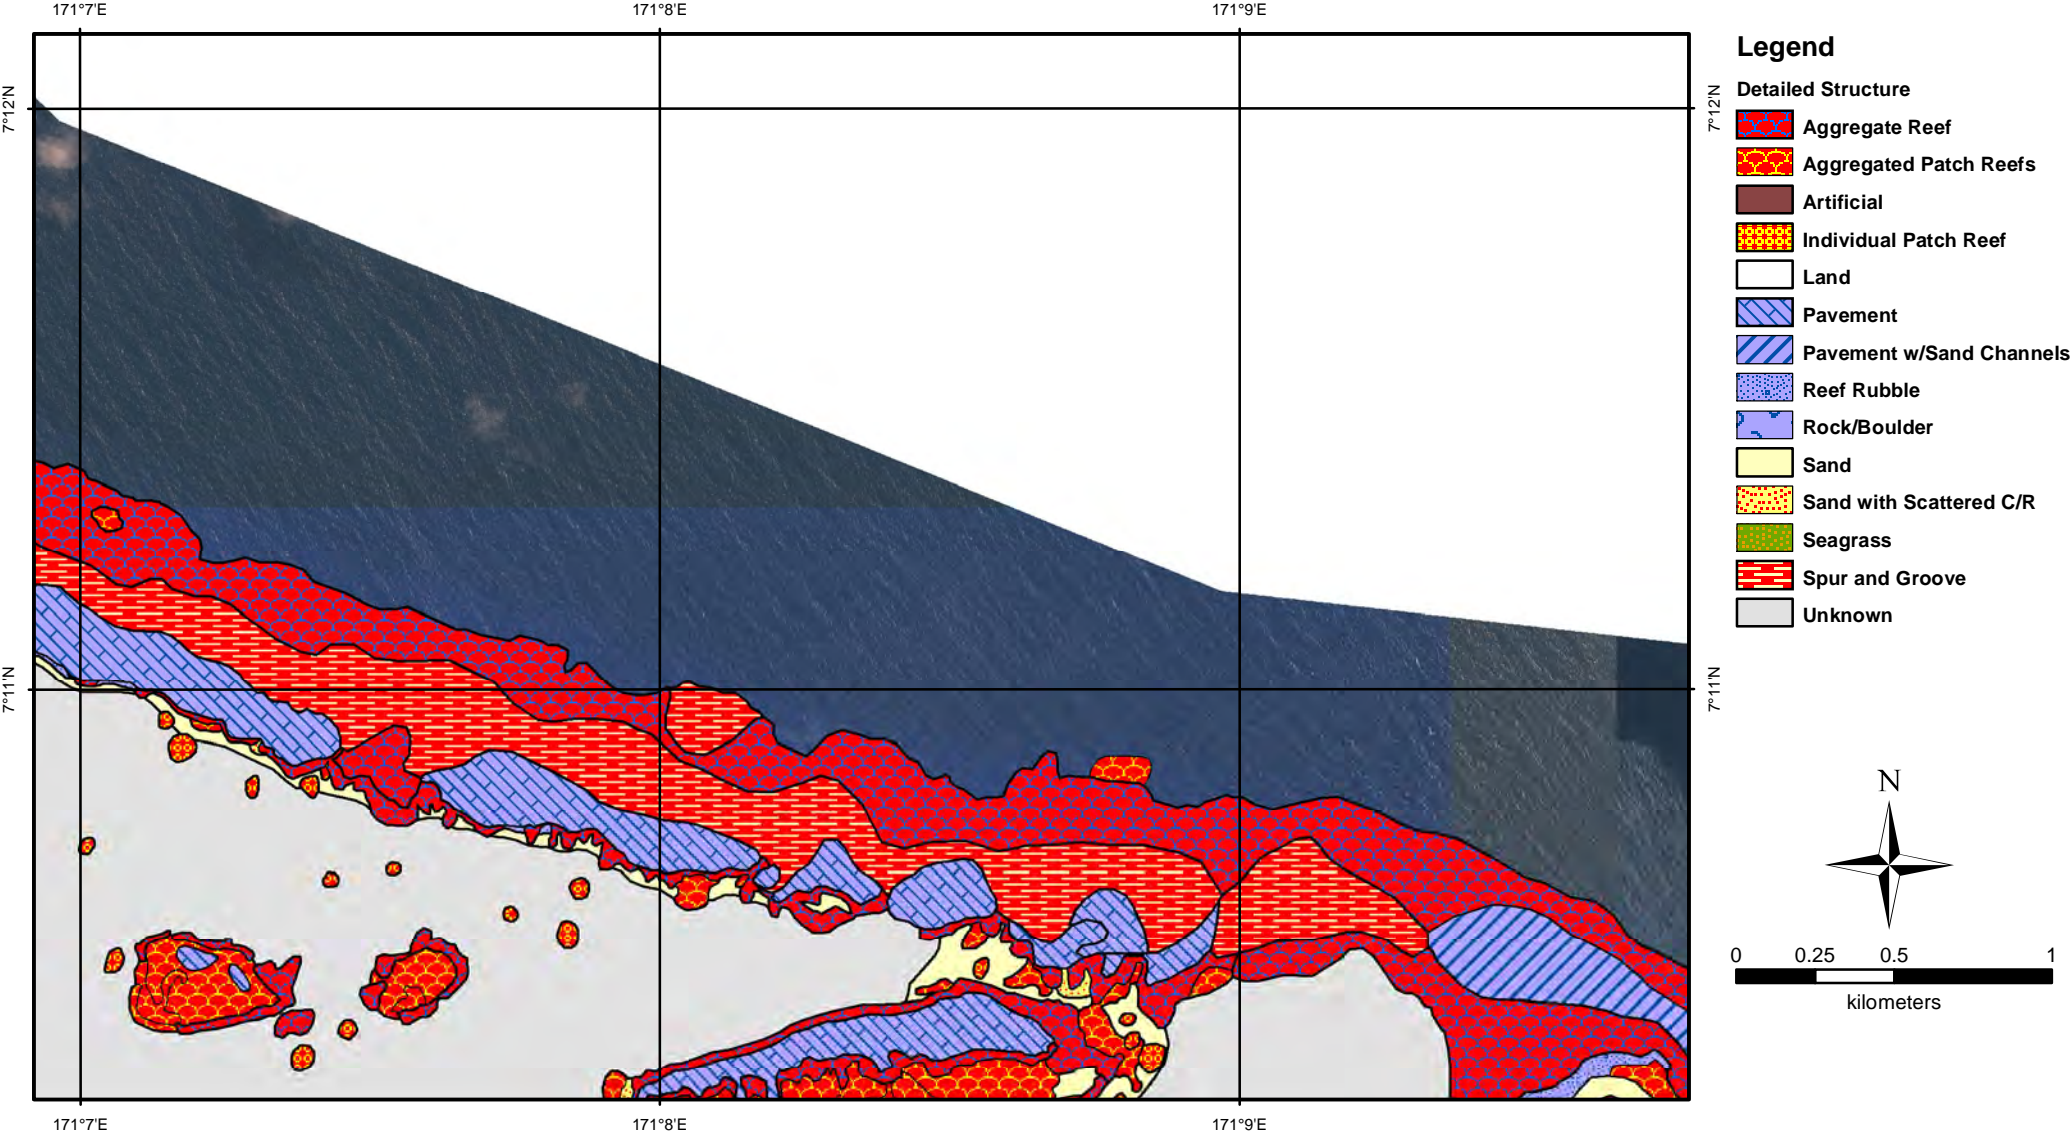 171°7'E 171°8'E 171°9'E
7°12'N 7°12'N
7°11'N 7°11'N
171°7'E 171°8'E 171°9'E
Legend
Detailed Structure
Aggregate Reef
Aggregated Patch Reefs
Artificial
Individual Patch Reef
Land
Pavement
Pavement w/Sand Channels
Reef Rubble
Rock/Boulder
Sand
Sand with Scattered C/R
Seagrass
Spur and Groove
Unknown
N
0 0.25 0.5 1
kilometers